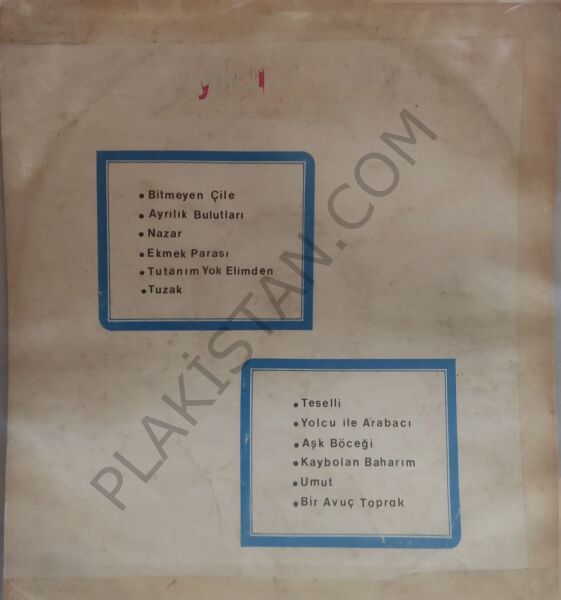 • Bitmeyen Çile
• Ayrılık Bulutları
• Nazar
• Ekmek Parası
• Tutanım Yok Elimden
• Tuzak
PLAKİSTAN.COM
• Teselli
• Yolcu ile Arabacı
• Aşk Böceği
• Kaybolan Baharım
• Umut
• Bir Avuç Toprak